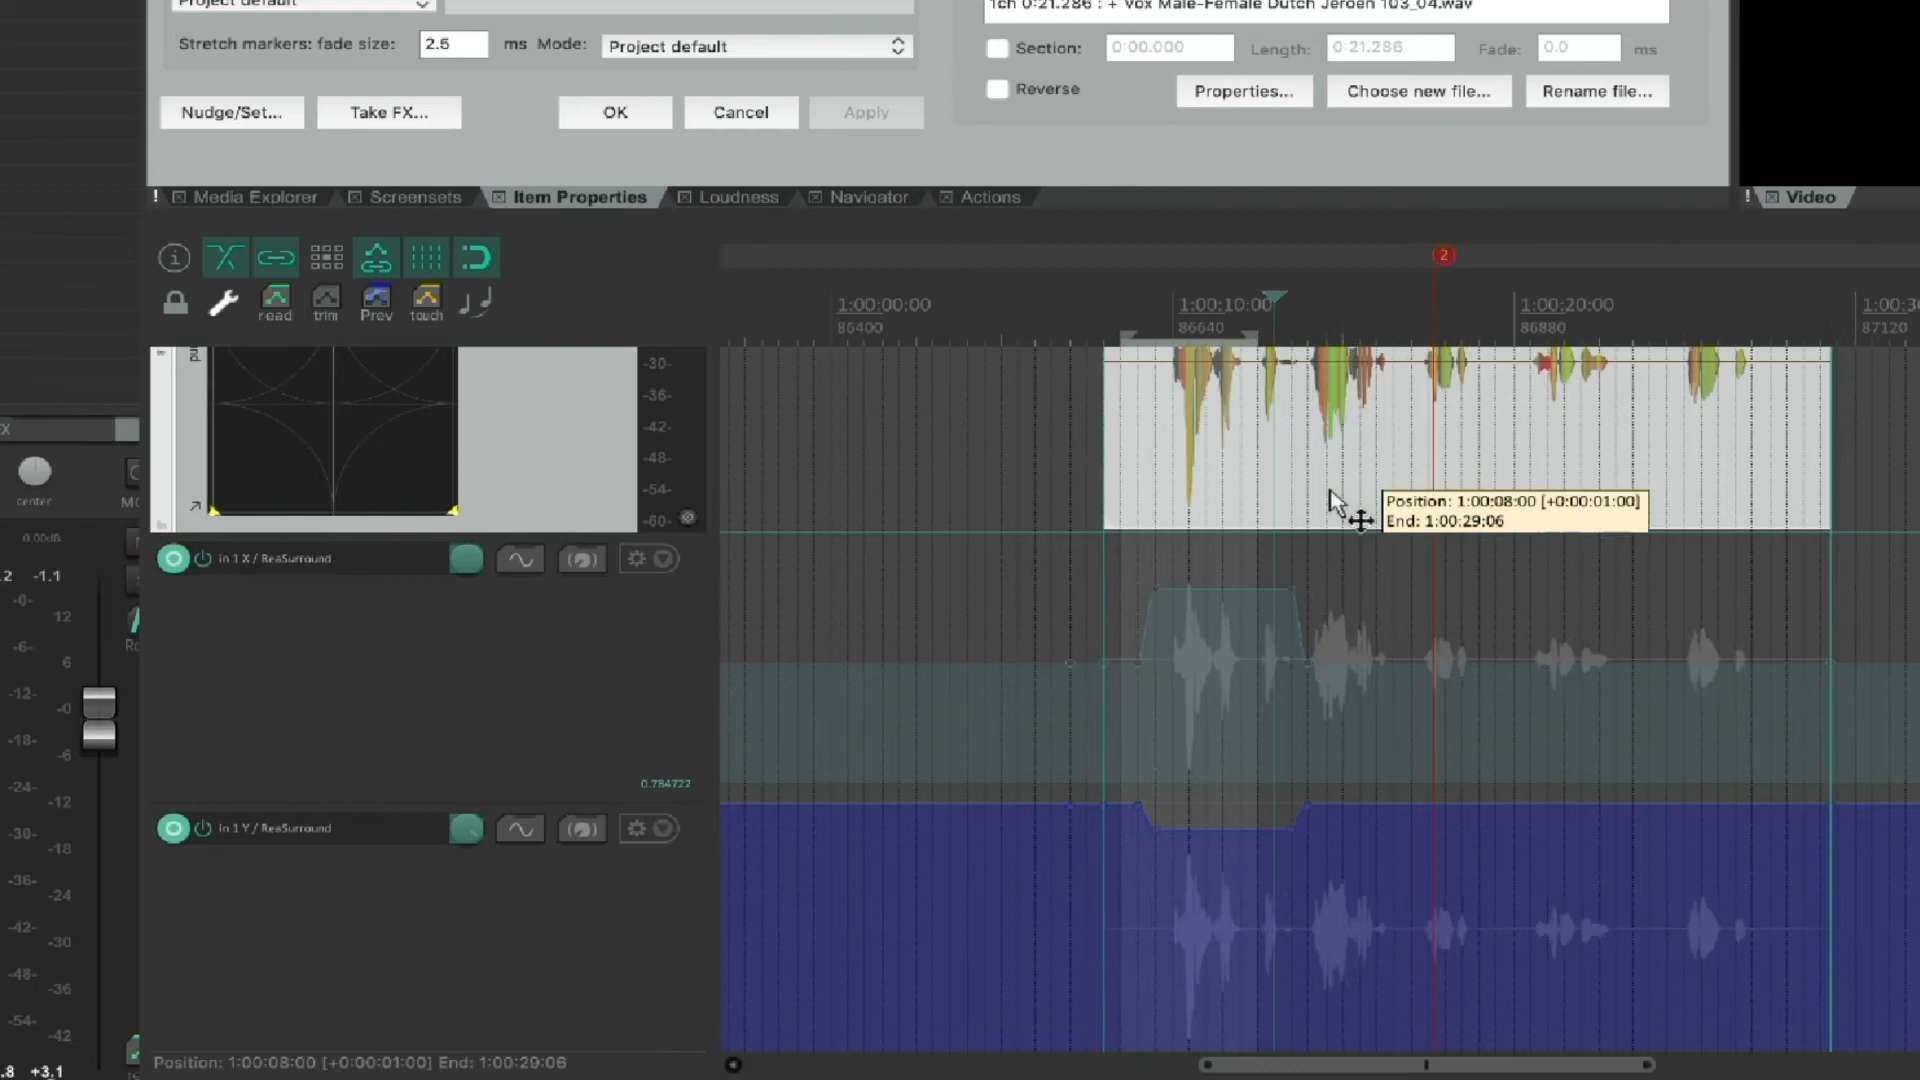 Project default
1ch 0:21.286 : + Vox Male-Female Dutch Jeroen 103_04.wav
Stretch markers: fade size: 2.5 ms Mode: Project default
Section: 0:00.000 Length: 0:21.286 Fade: 0.0 ms
Reverse Properties... Choose new file... Rename file...
Nudge/Set... Take FX... OK Cancel Apply
! Media Explorer Screensets Item Properties Loudness Navigator Actions ! Video
2
read trim Prev touch
1:00:00:00 1:00:10:00 1:00:20:00 1:00:3
86400 86640 86880 87120
-30-
-36-
-42-
-48-
-54-
-60-
X
center
0.00dB
.2 -1.1
-0-
12
-6-
6
-12-
-0
-18-
-6
-24-
-12
-30-
-18
-36-
-24
-42-
-30
-48-
-36
-54-
-42
.8 +3.1
Position: 1:00:08:00 [+0:00:01:00]
End: 1:00:29:06
in 1 X / ReaSurround
0.784722
in 1 Y / ReaSurround
Position: 1:00:08:00 [+0:00:01:00] End: 1:00:29:06